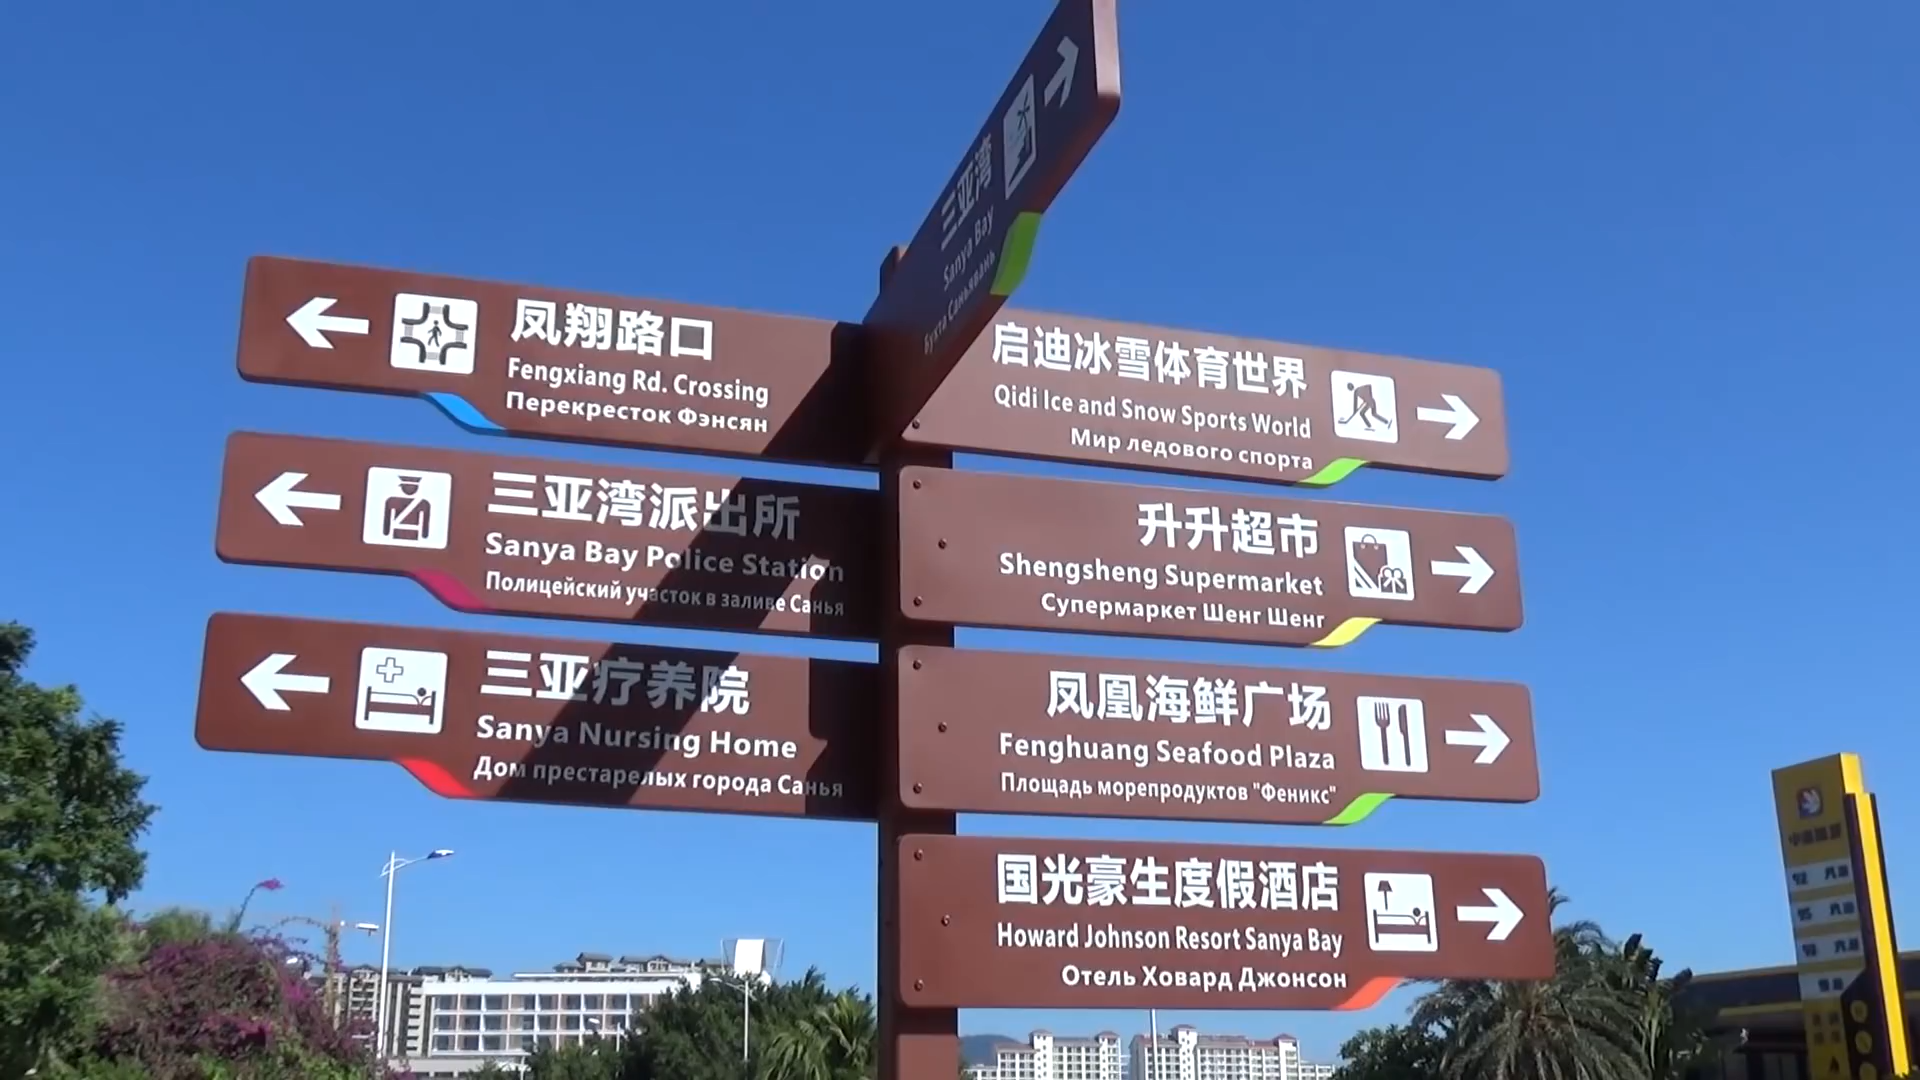 三亚湾
Sanya Bay
Бухта Саньявань
凤翔路口
Fengxiang Rd. Crossing
Перекресток Фэнсян
三亚湾派出所
Sanya Bay Police Station
Полицейский участок в заливе Санья
三亚疗养院
Sanya Nursing Home
Дом престарелых города Санья
启迪冰雪体育世界
Qidi Ice and Snow Sports World
Мир ледового спорта
升升超市
Shengsheng Supermarket
Супермаркет Шенг Шенг
凤凰海鲜广场
Fenghuang Seafood Plaza
Площадь морепродуктов "Феникс"
国光豪生度假酒店
Howard Johnson Resort Sanya Bay
Отель Ховард Джонсон